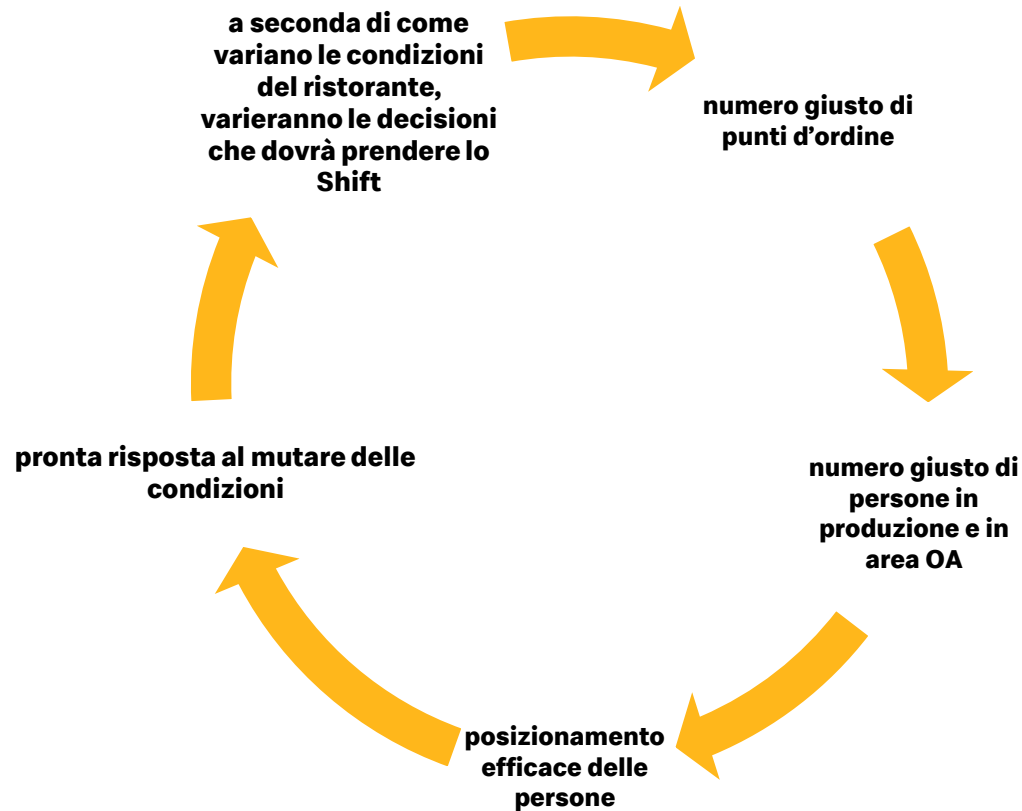 a seconda di come
variano le condizioni
del ristorante,
varieranno le decisioni
che dovrà prendere lo
Shift
numero giusto di
punti d’ordine
numero giusto di
persone in
produzione e in
area OA
posizionamento
efficace delle
persone
pronta risposta al mutare delle
condizioni